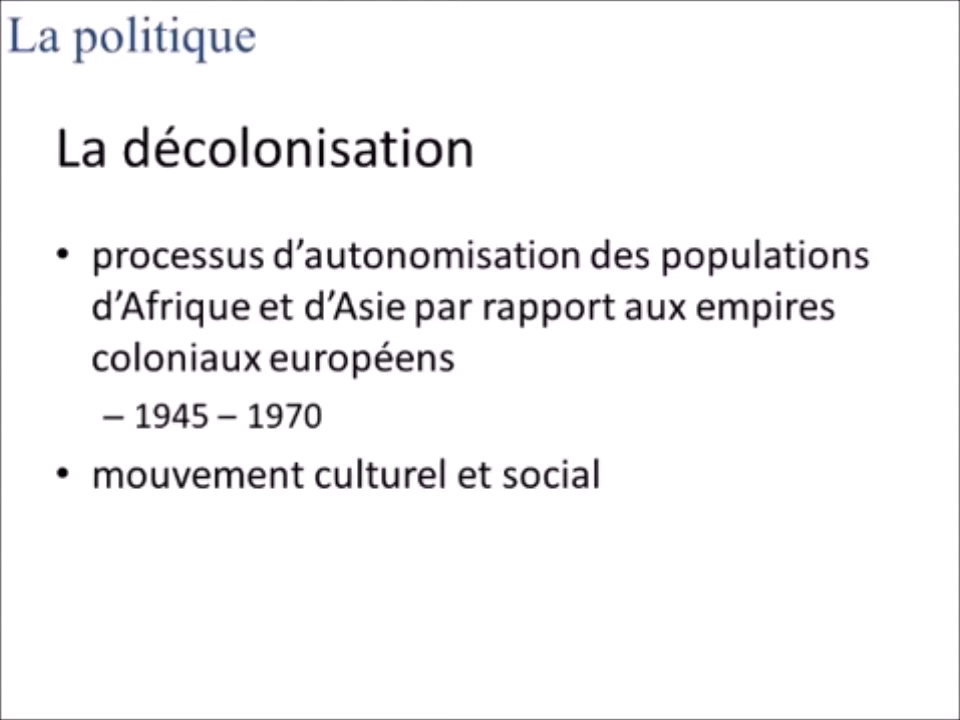 La politique
La décolonisation
• processus d’autonomisation des populations
d’Afrique et d’Asie par rapport aux empires
coloniaux européens
– 1945 – 1970
• mouvement culturel et social